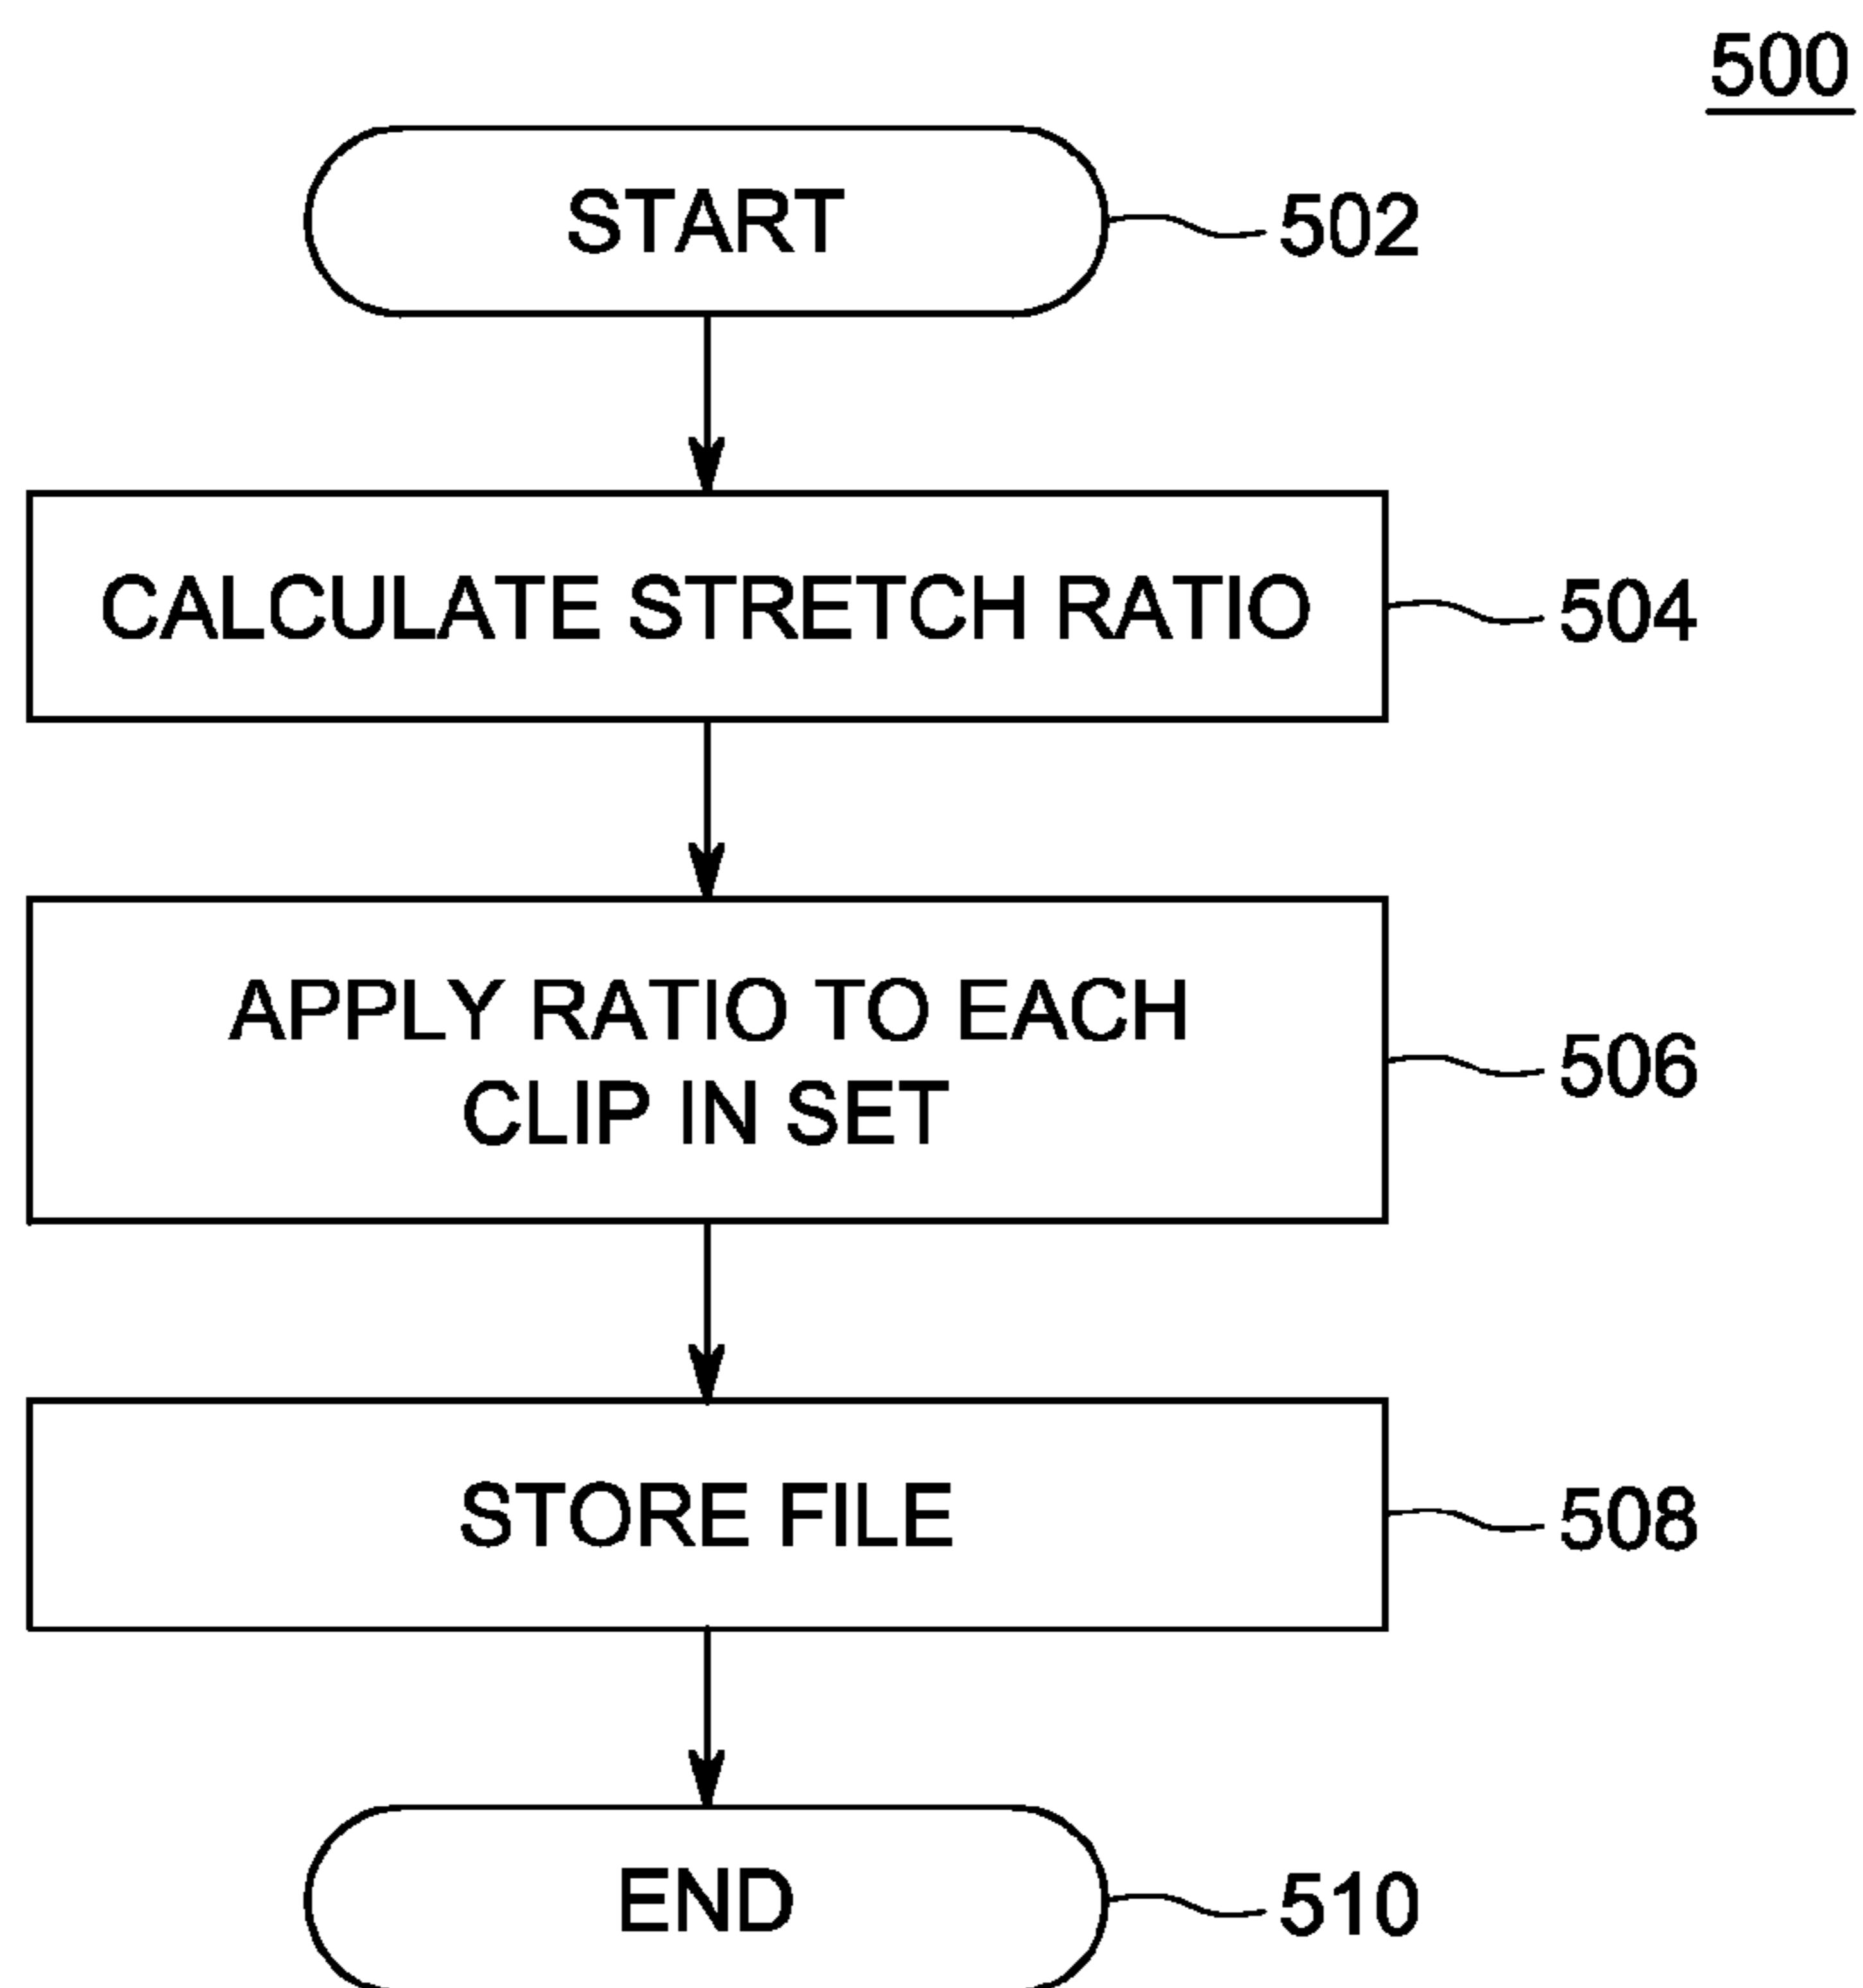 500
START
502
CALCULATE STRETCH RATIO
504
APPLY RATIO TO EACH
CLIP IN SET
506
STORE FILE
508
END
510